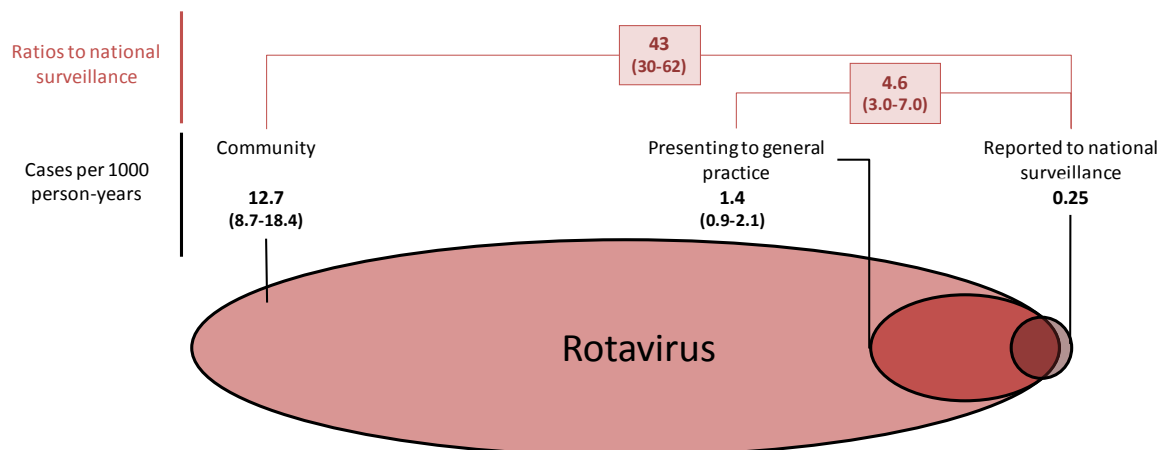 Ratios to national
surveillance
43
(30-62)
4.6
(3.0-7.0)
Cases per 1000
person-years
Community
12.7
(8.7-18.4)
Presenting to general
practice
1.4
(0.9-2.1)
Reported to national
surveillance
0.25
Rotavirus